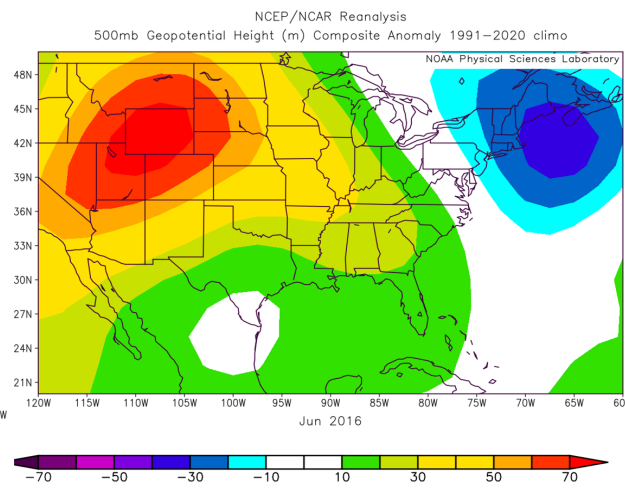 NCEP/NCAR Reanalysis
500mb Geopotential Height (m) Composite Anomaly 1991-2020 climo
NOAA Physical Sciences Laboratory
48N
45N
42N
39N
36N
33N
30N
27N
24N
21N
120W 115W 110W 105W 100W 95W 90W 85W 80W 75W 70W 65W 60
W
Jun 2016
-70 -50 -30 -10 10 30 50 70